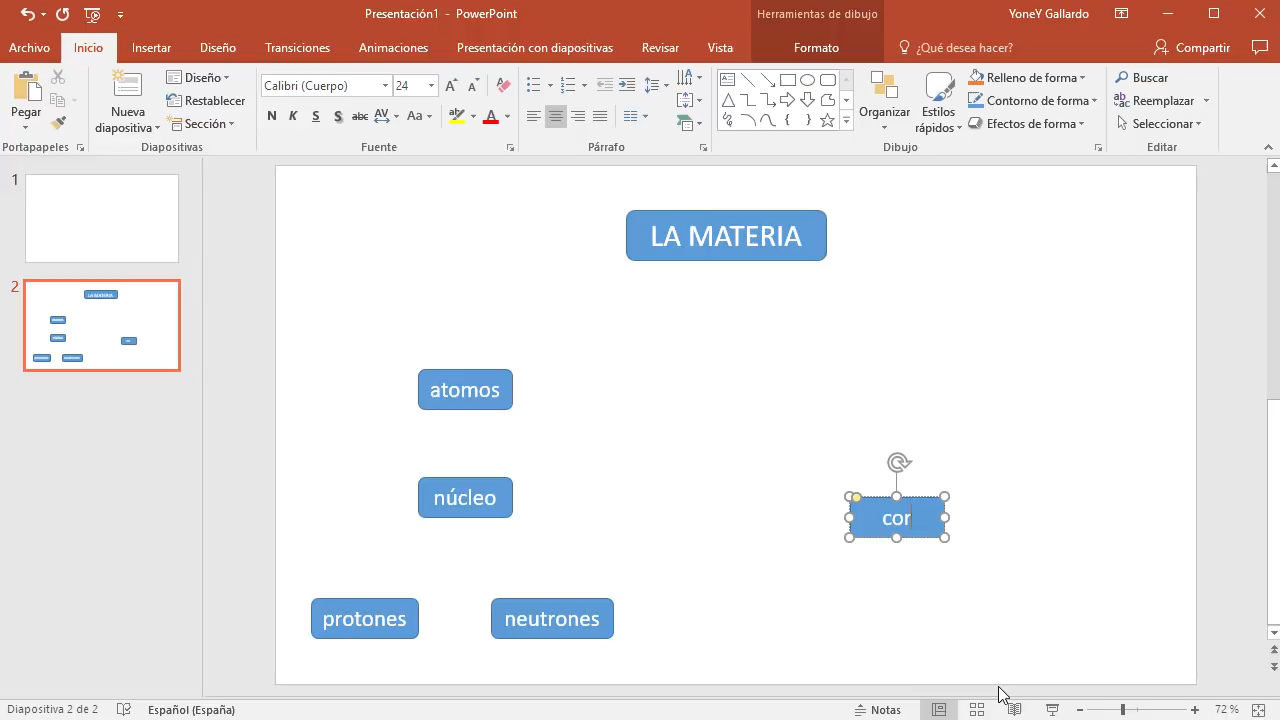 Presentación1 - PowerPoint
Herramientas de dibujo
YoneY Gallardo
Archivo Inicio Insertar Diseño Transiciones Animaciones Presentación con diapositivas Revisar Vista Formato ¿Qué desea hacer? Compartir
Pegar
Nueva diapositiva
Diseño
Restablecer
Sección
Calibri (Cuerpo) 24
N K S S abc AV Aa A
Organizar
Estilos rápidos
Relleno de forma
Contorno de forma
Efectos de forma
Buscar
Reemplazar
Seleccionar
Portapapeles Diapositivas Fuente Párrafo Dibujo Editar
1
2
LA MATERIA
atomos
núcleo
cor
protones neutrones
Diapositiva 2 de 2 Español (España) Notas 72 %